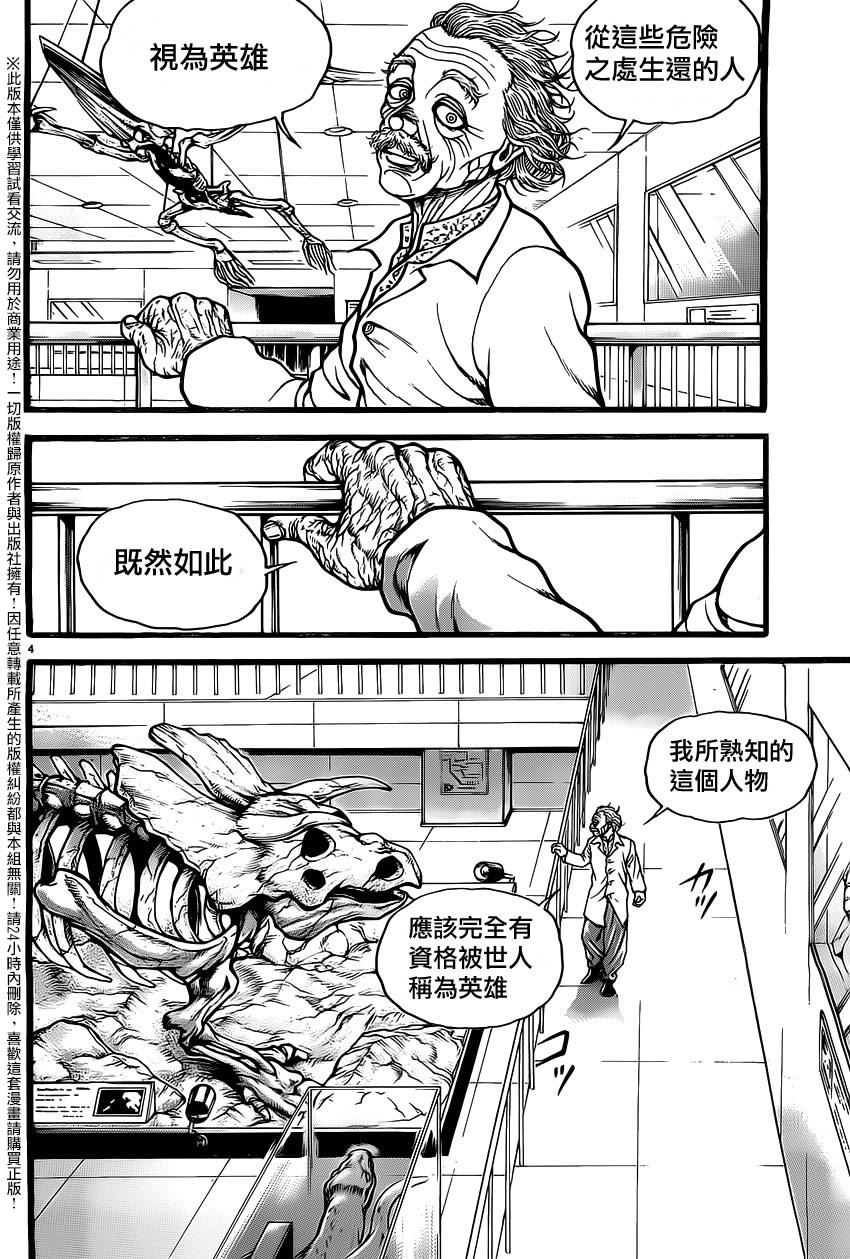 從這些危險
之處生還的人
視為英雄
既然如此
4
我所熟知的
這個人物
應該完全有
資格被世人
稱為英雄
※此版本僅供學習試看交流，請勿用於商業用途！一切版權歸原作者與出版社擁有！因任意轉載所產生的版權糾紛都與本組無關！請24小時內刪除，喜歡這套漫畫請購買正版！